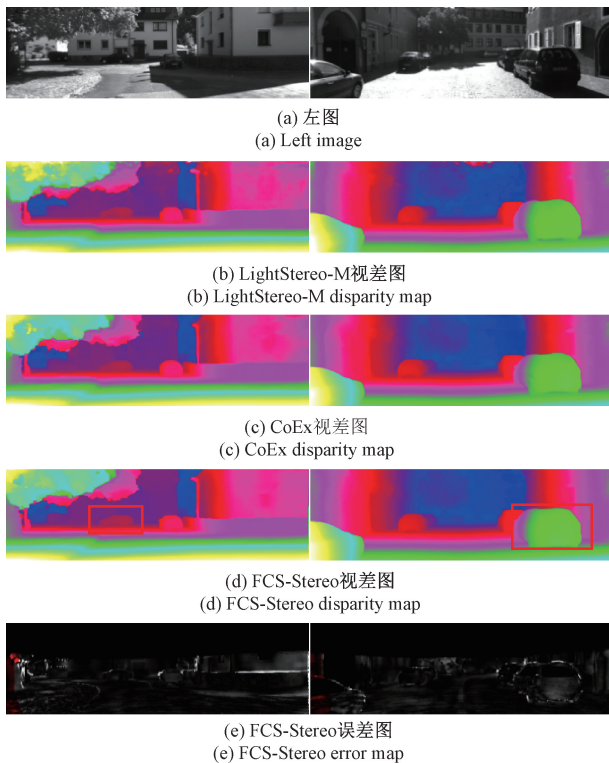 (a) 左图
(a) Left image
(b) LightStereo-M视差图
(b) LightStereo-M disparity map
(c) CoEx视差图
(c) CoEx disparity map
(d) FCS-Stereo视差图
(d) FCS-Stereo disparity map
(e) FCS-Stereo误差图
(e) FCS-Stereo error map